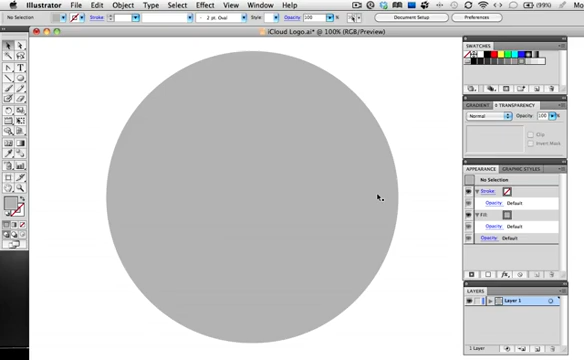 Illustrator File Edit Object Type Select Effect View Window Help (99%) Mo
No Selection Stroke: 2 pt. Oval Style Opacity 100 Document Setup Preferences
iCloud Logo.ai* @ 100% (RGB/Preview)
SWATCHES
GRADIENT TRANSPARENCY
Normal Opacity 100
Clip
Invert Mask
APPEARANCE GRAPHIC STYLES
No Selection
Stroke:
Opacity: Default
Fill:
Opacity: Default
Opacity: Default
LAYERS
Layer 1
1 Layer